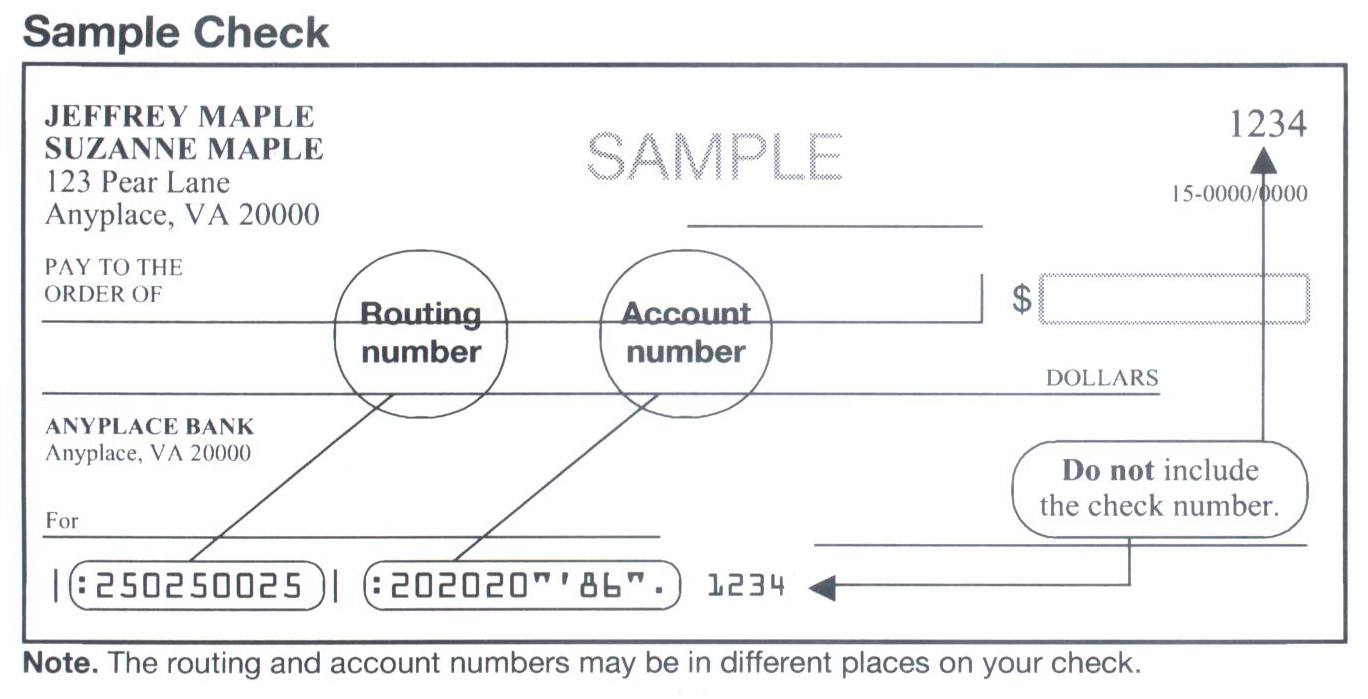 Sample Check
JEFFREY MAPLE
SUZANNE MAPLE
123 Pear Lane
Anyplace, VA 20000
SAMPLE
1234
15-0000/0000
PAY TO THE
ORDER OF
$
Routing
number
Account
number
DOLLARS
ANYPLACE BANK
Anyplace, VA 20000
Do not include
the check number.
For
|:250250025| :202020"'86". 1234
Note. The routing and account numbers may be in different places on your check.